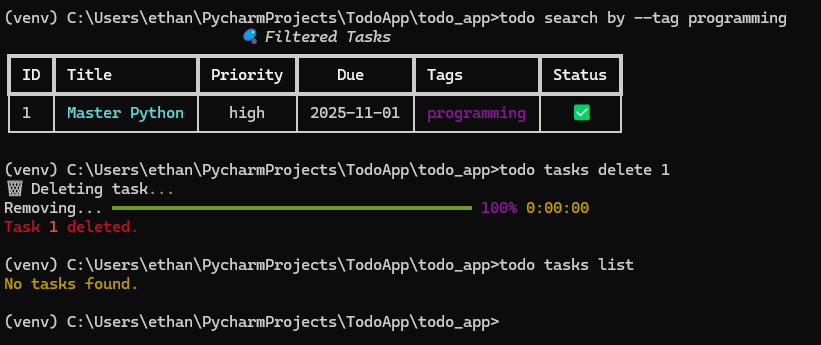 (venv) C:\Users\ethan\PycharmProjects\TodoApp\todo_app>todo search by --tag programming
Filtered Tasks
ID Title Priority Due Tags Status
1 Master Python high 2025-11-01 programming ✅
(venv) C:\Users\ethan\PycharmProjects\TodoApp\todo_app>todo tasks delete 1
🗑 Deleting task...
Removing... 100% 0:00:00
Task 1 deleted.
(venv) C:\Users\ethan\PycharmProjects\TodoApp\todo_app>todo tasks list
No tasks found.
(venv) C:\Users\ethan\PycharmProjects\TodoApp\todo_app>